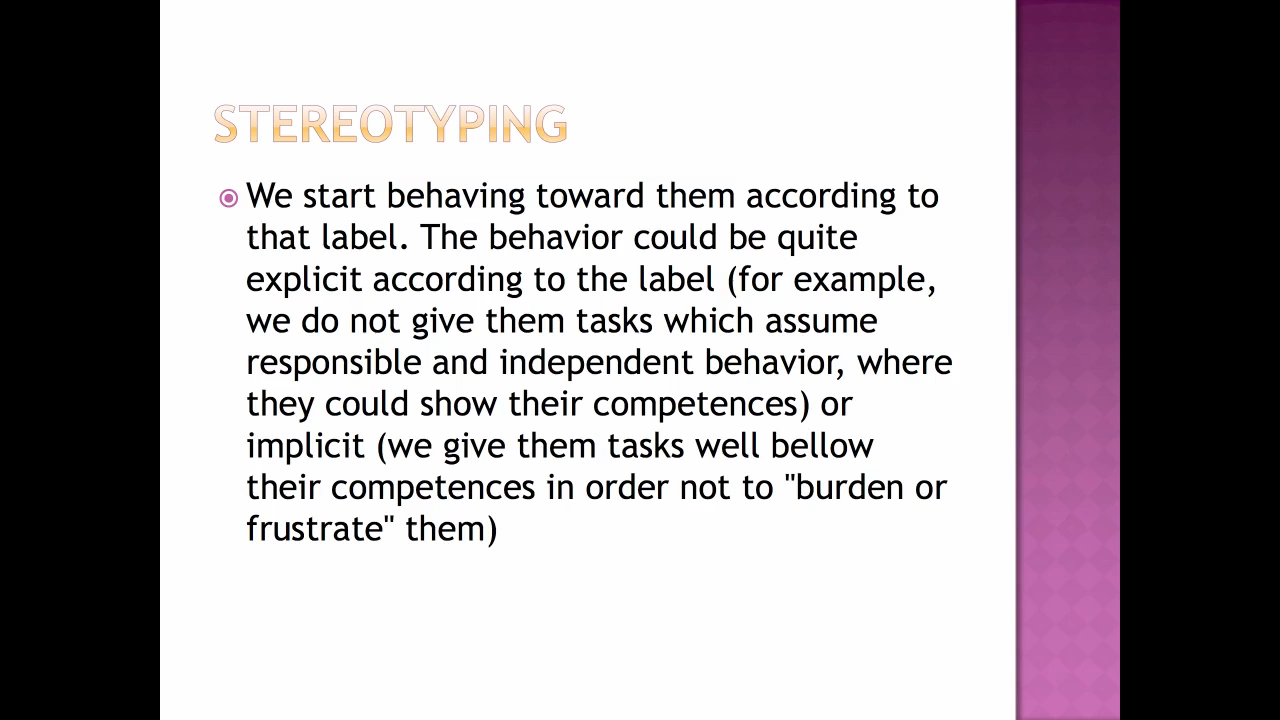 STEREOTYPING
We start behaving toward them according to
that label. The behavior could be quite
explicit according to the label (for example,
we do not give them tasks which assume
responsible and independent behavior, where
they could show their competences) or
implicit (we give them tasks well bellow
their competences in order not to "burden or
frustrate" them)